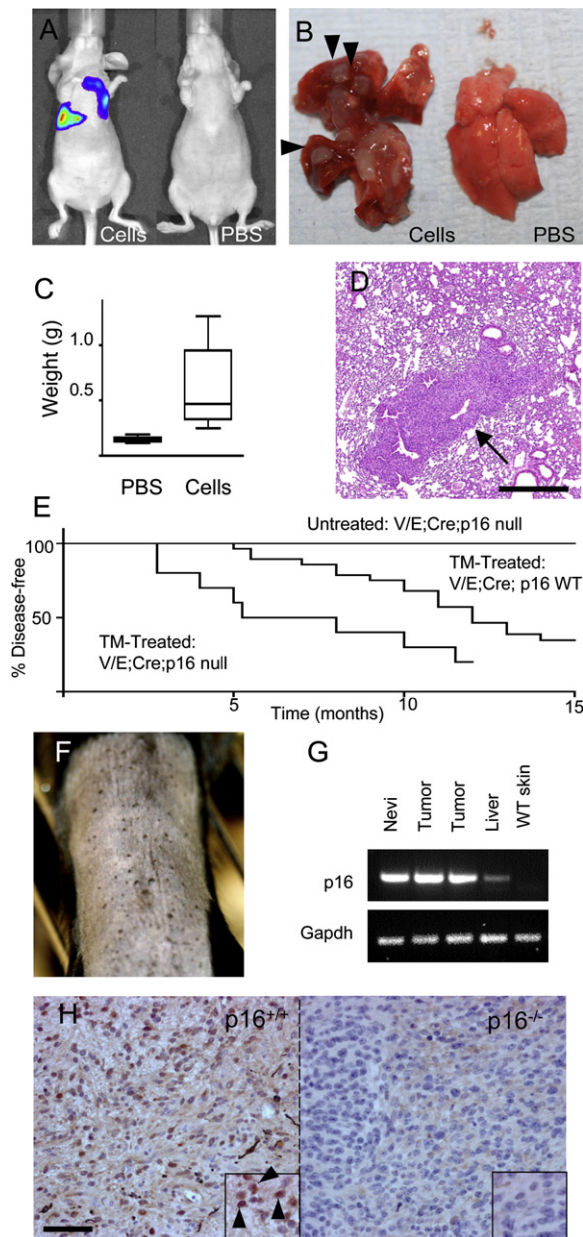 A
Cells
PBS
B
Cells
PBS
C
Weight (g)
1.0
0.5
PBS
Cells
D
E
% Disease-free
100
50
Untreated: V/E;Cre;p16 null
TM-Treated:
V/E;Cre; p16 WT
TM-Treated:
V/E;Cre;p16 null
5
10
15
Time (months)
F
G
Nevi
Tumor
Tumor
Liver
WT skin
p16
Gapdh
H
p16+/+
p16-/-